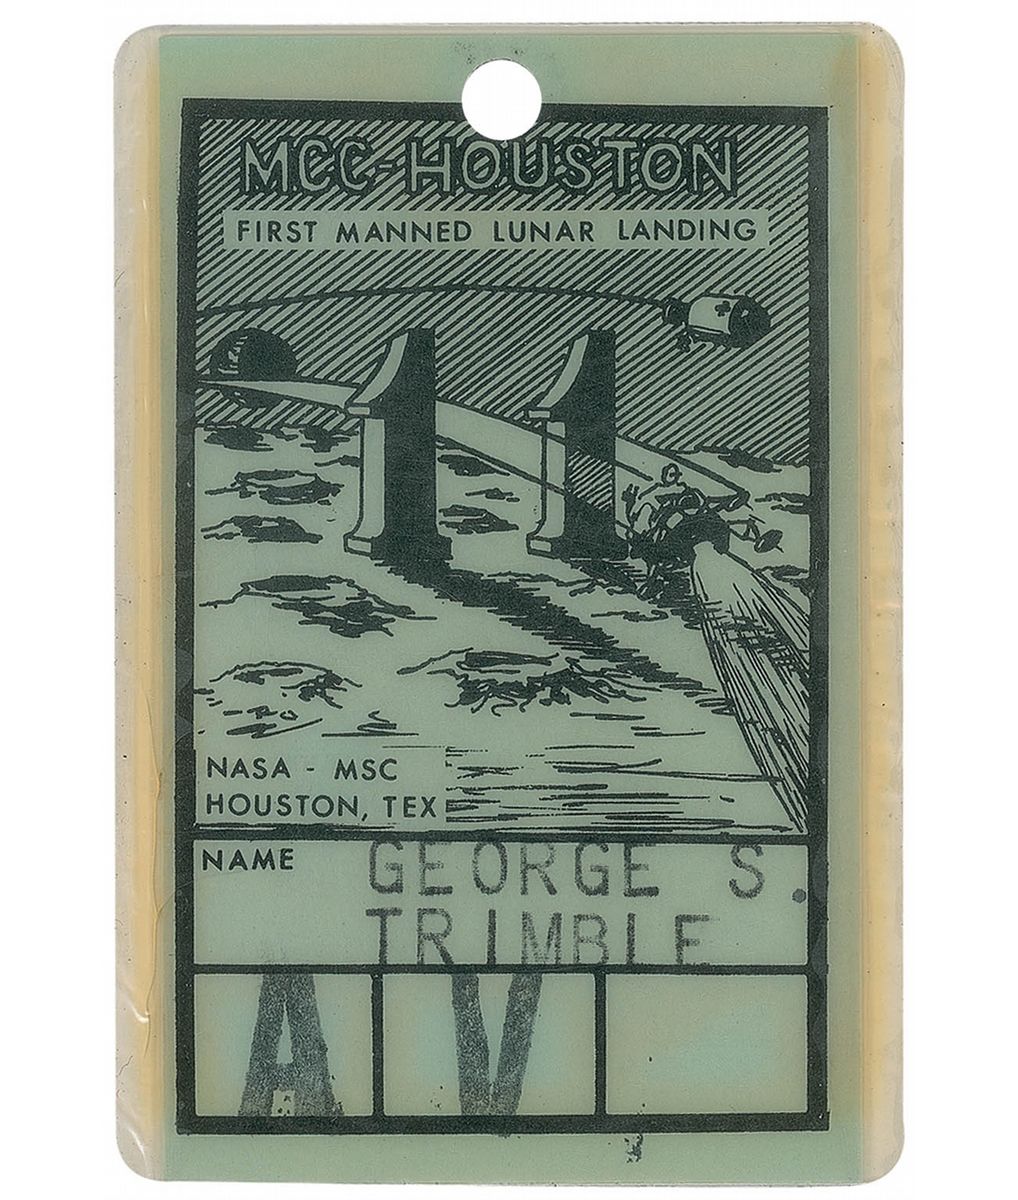 MCC-HOUSTON
FIRST MANNED LUNAR LANDING
11
NASA - MSC
HOUSTON, TEX
NAME
GEORGE S.
TRIMBLE
A V